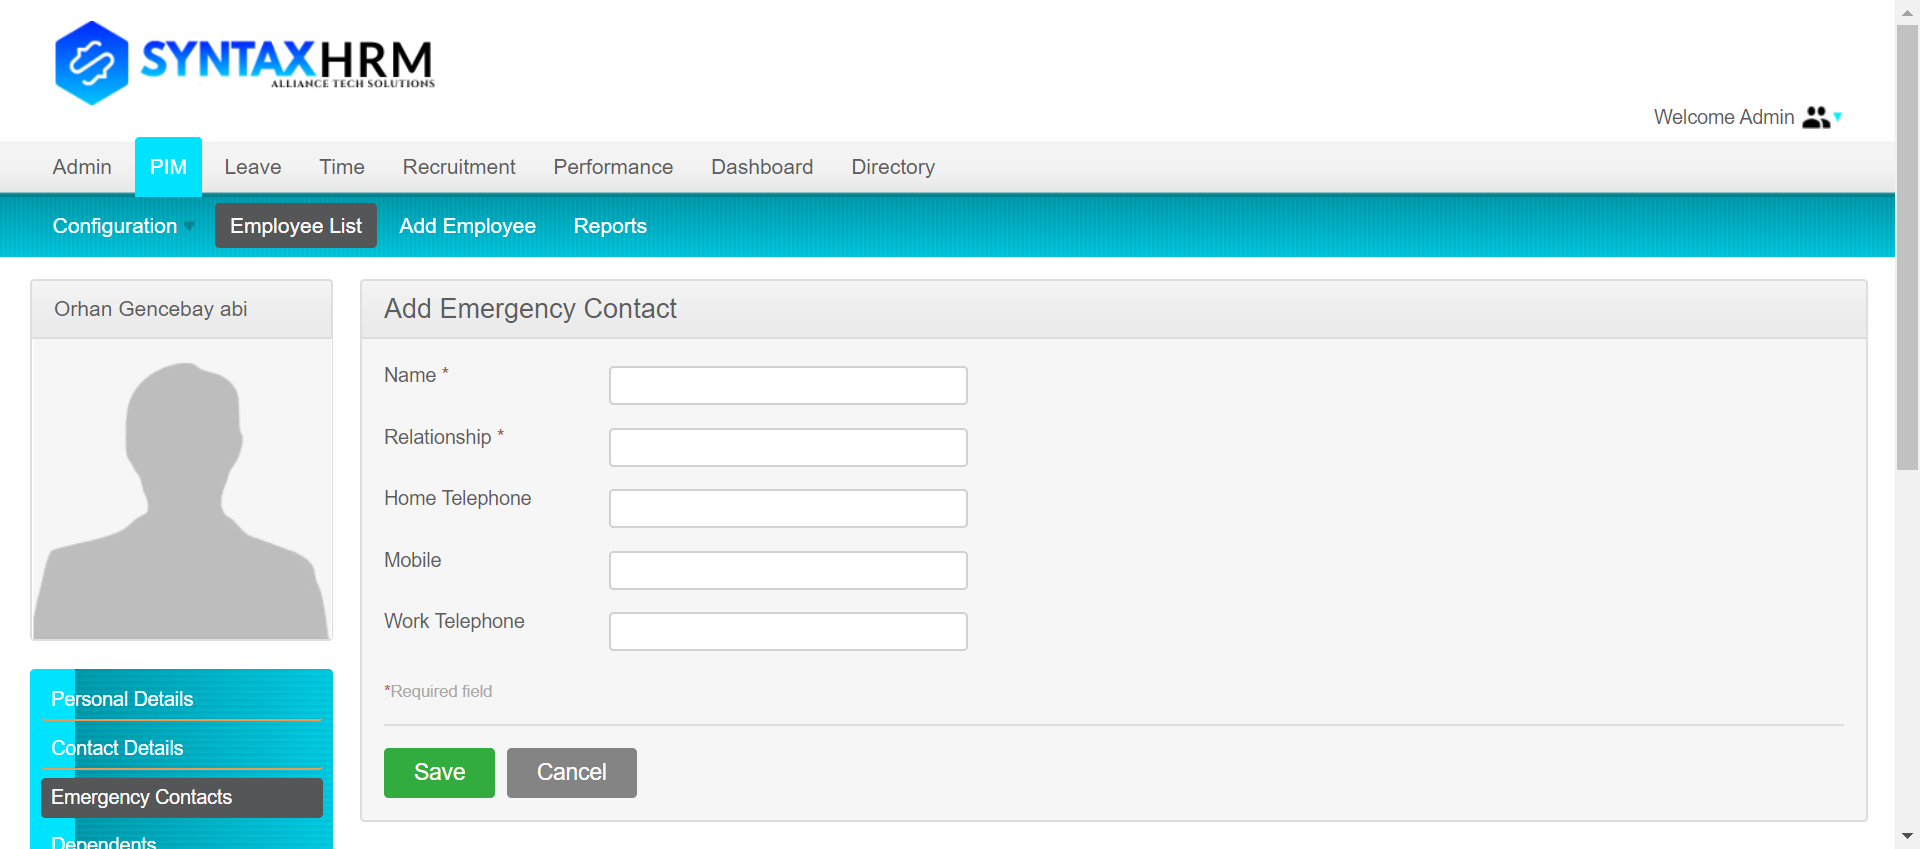 SYNTAXHRM
ALLIANCE TECH SOLUTIONS
Welcome Admin
Admin PIM Leave Time Recruitment Performance Dashboard Directory
Configuration Employee List Add Employee Reports
Orhan Gencebay abi
Add Emergency Contact
Name *
Relationship *
Home Telephone
Mobile
Work Telephone
*Required field
Save Cancel
Personal Details
Contact Details
Emergency Contacts
Dependents